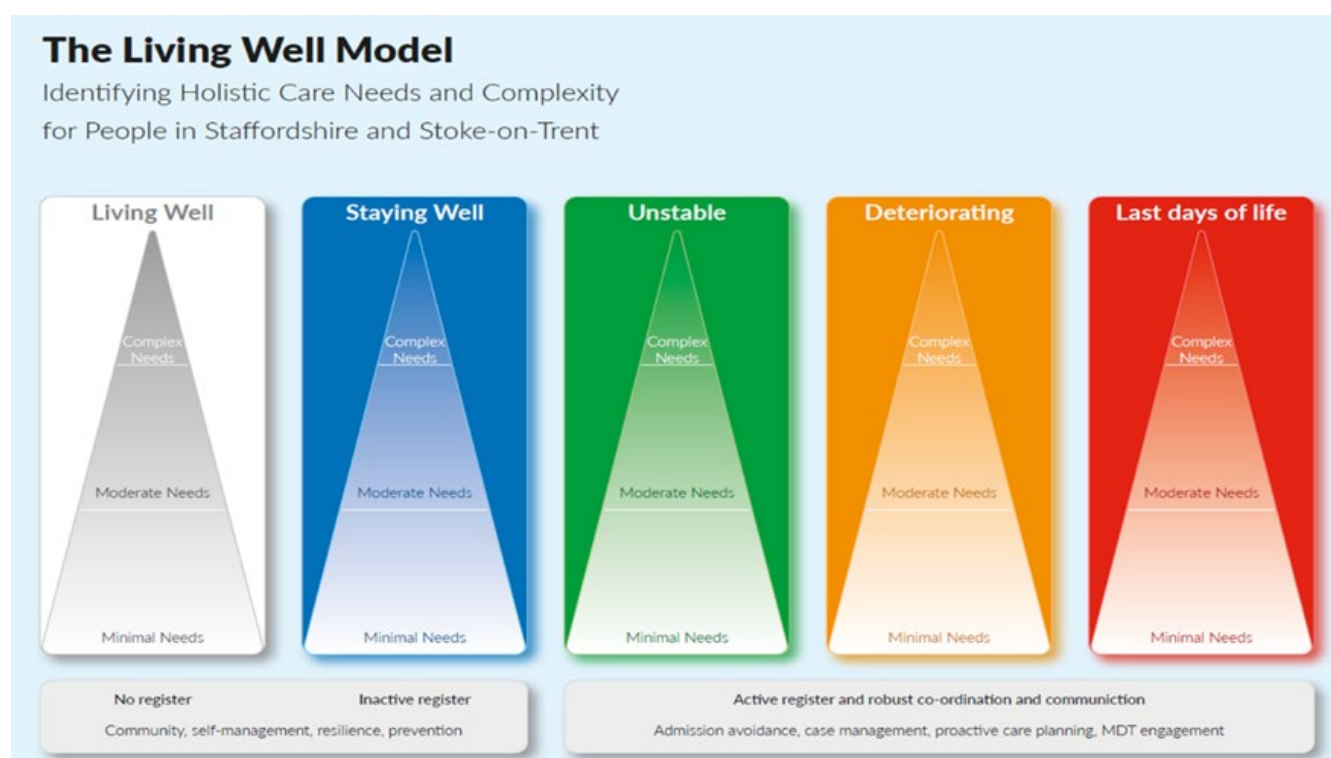 The Living Well Model
Identifying Holistic Care Needs and Complexity
for People in Staffordshire and Stoke-on-Trent
Living Well
Complex
Needs
Moderate Needs
Minimal Needs
Staying Well
Complex
Needs
Moderate Needs
Minimal Needs
Unstable
Complex
Needs
Moderate Needs
Minimal Needs
Deteriorating
Complex
Needs
Moderate Needs
Minimal Needs
Last days of life
Complex
Needs
Moderate Needs
Minimal Needs
No register
Inactive register
Community, self-management, resilience, prevention
Active register and robust co-ordination and communiction
Admission avoidance, case management, proactive care planning, MDT engagement